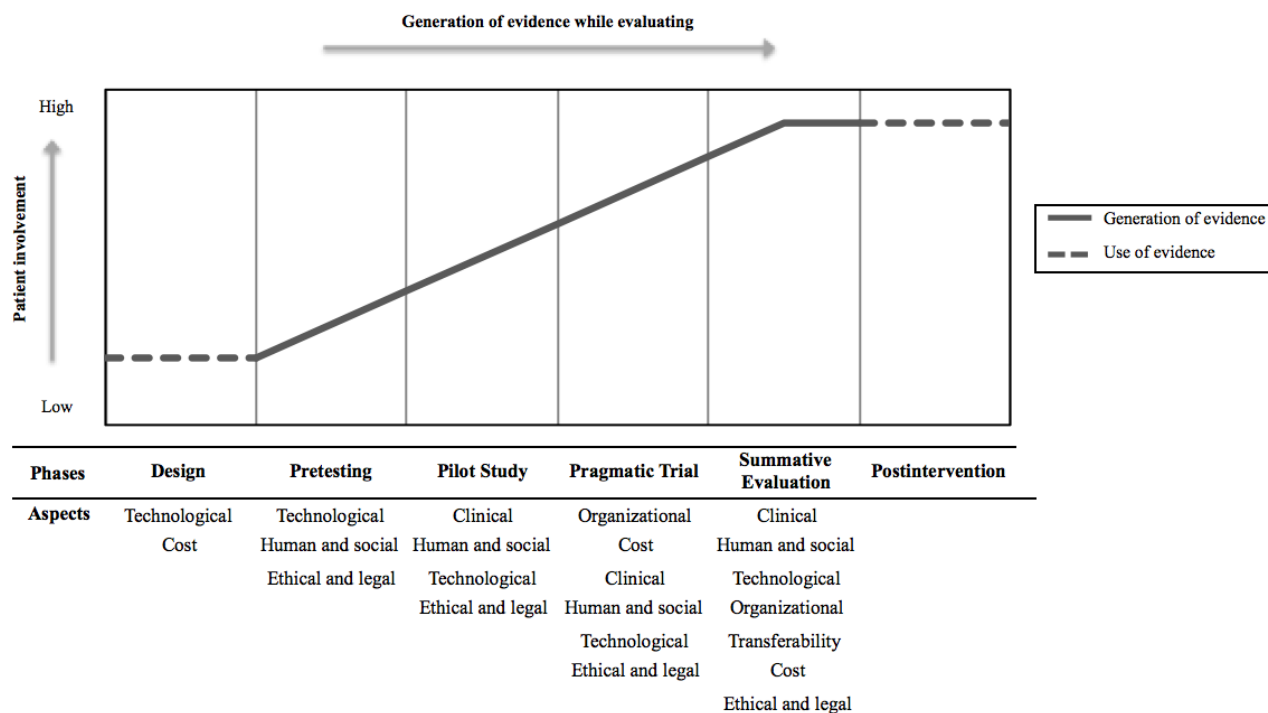 Generation of evidence while evaluating
High
Patient involvement
Low
Generation of evidence
Use of evidence
Phases Design Pretesting Pilot Study Pragmatic Trial Summative Evaluation Postintervention
Aspects Technological Technological Clinical Organizational Clinical
Cost Human and social Human and social Cost Human and social
Ethical and legal Technological Clinical Technological
Ethical and legal Human and social Organizational
Technological Transferability
Ethical and legal Cost
Ethical and legal